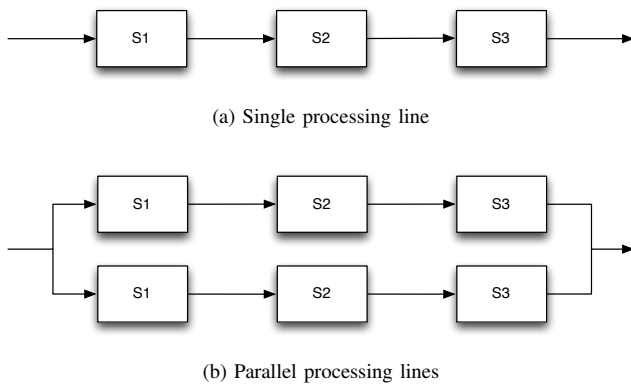 S1 S2 S3
(a) Single processing line
S1 S2 S3
S1 S2 S3
(b) Parallel processing lines